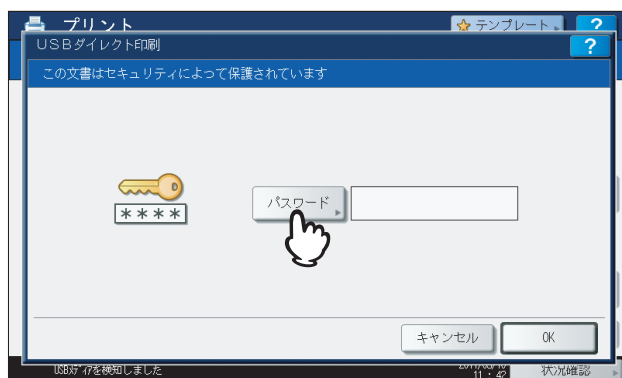 プリント
テンプレート
?
USBダイレクト印刷
?
この文書はセキュリティによって保護されています
****
パスワード
キャンセル
OK
USBﾒﾃﾞｨｱを検知しました
11：42
状況確認